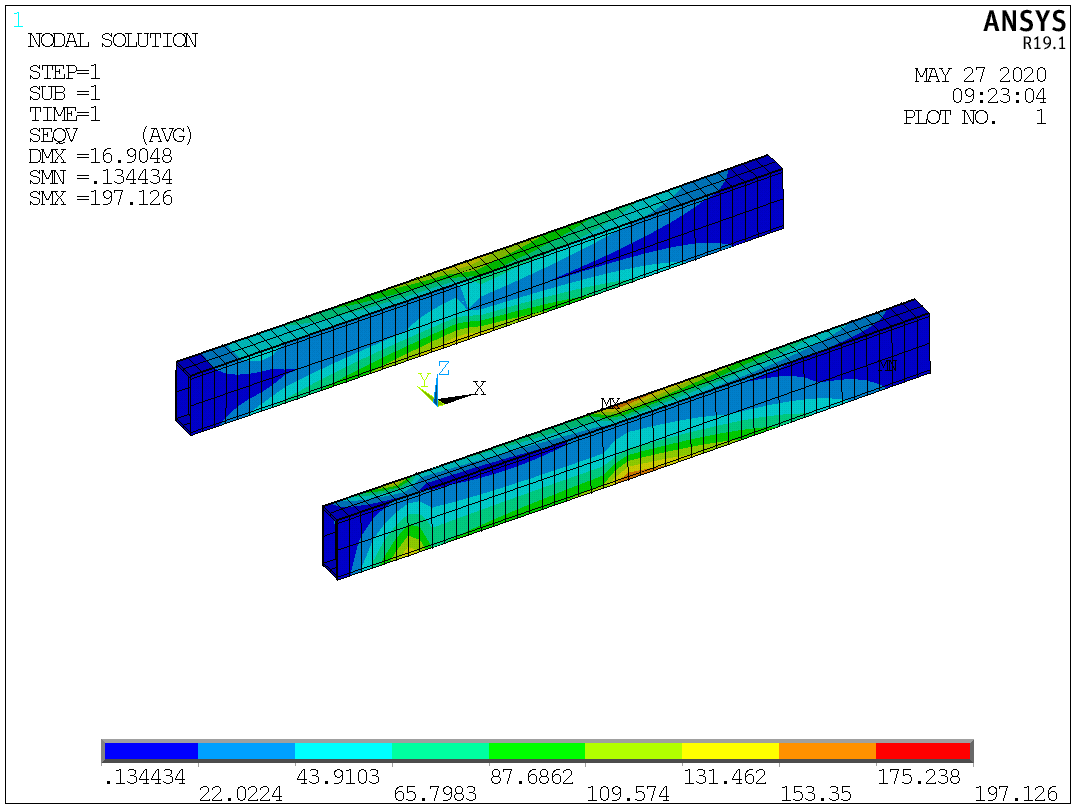 1
ANSYS
R19.1
NODAL SOLUTION
STEP=1
SUB =1
TIME=1
SEQV (AVG)
DMX =16.9048
SMN =.134434
SMX =197.126
MAY 27 2020
09:23:04
PLOT NO. 1
Y
Z
X
MX
.134434
22.0224
43.9103
65.7983
87.6862
109.574
131.462
153.35
175.238
197.126